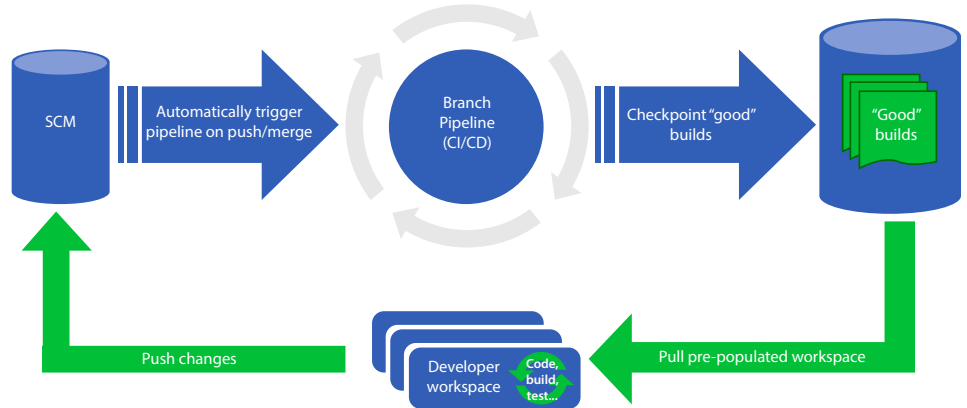 SCM
Automatically trigger
pipeline on push/merge
Branch
Pipeline
(CI/CD)
Checkpoint “good”
builds
“Good”
builds
Push changes
Developer
workspace
Code,
build,
test...
Pull pre-populated workspace